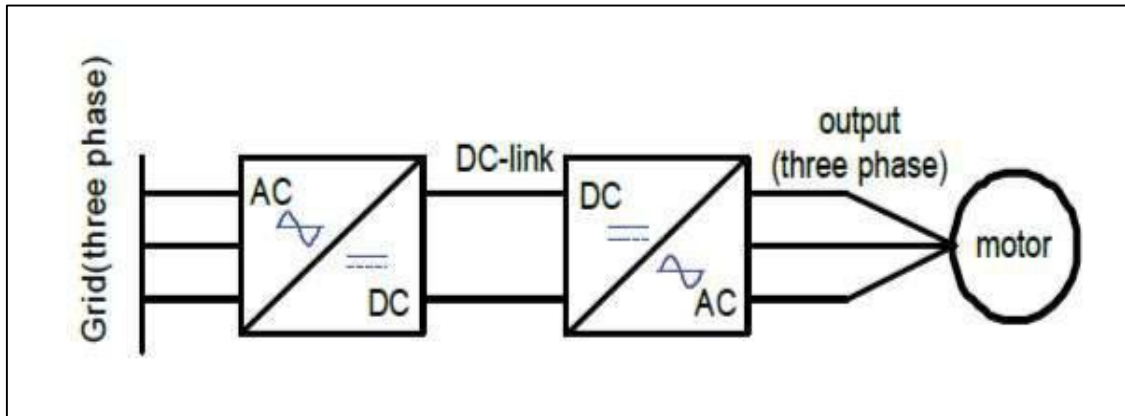 Grid(three phase)
AC
DC
DC-link
DC
AC
output
(three phase)
motor